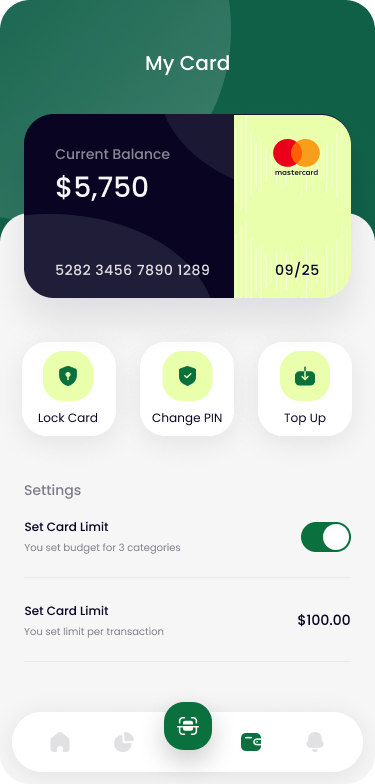 My Card
Current Balance
$5,750
mastercard
5282 3456 7890 1289
09/25
Lock Card
Change PIN
Top Up
Settings
Set Card Limit
You set budget for 3 categories
Set Card Limit
You set limit per transaction
$100.00